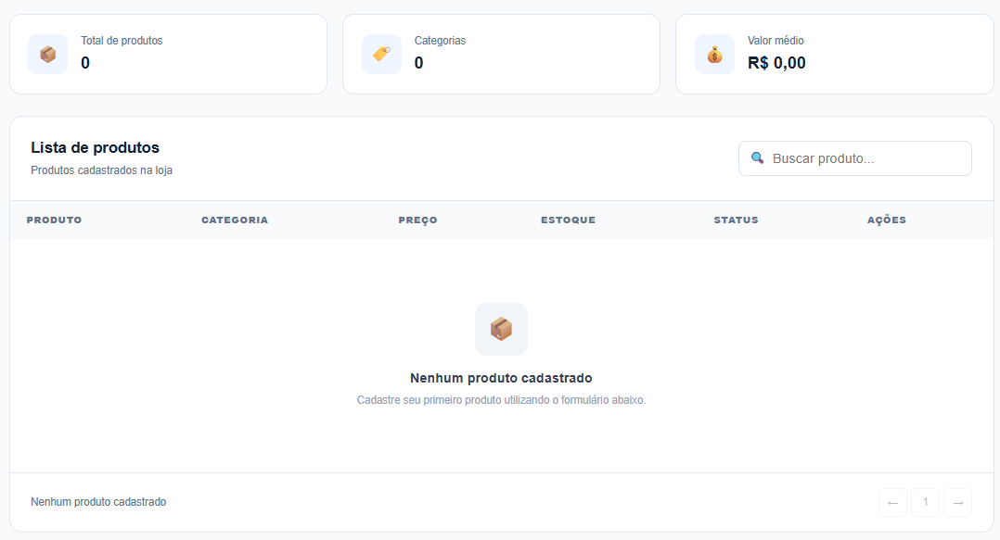 Total de produtos
0
Categorias
0
Valor médio
R$ 0,00
Lista de produtos
Produtos cadastrados na loja
Buscar produto...
PRODUTO CATEGORIA PREÇO ESTOQUE STATUS AÇÕES
Nenhum produto cadastrado
Cadastre seu primeiro produto utilizando o formulário abaixo.
Nenhum produto cadastrado
← 1 →